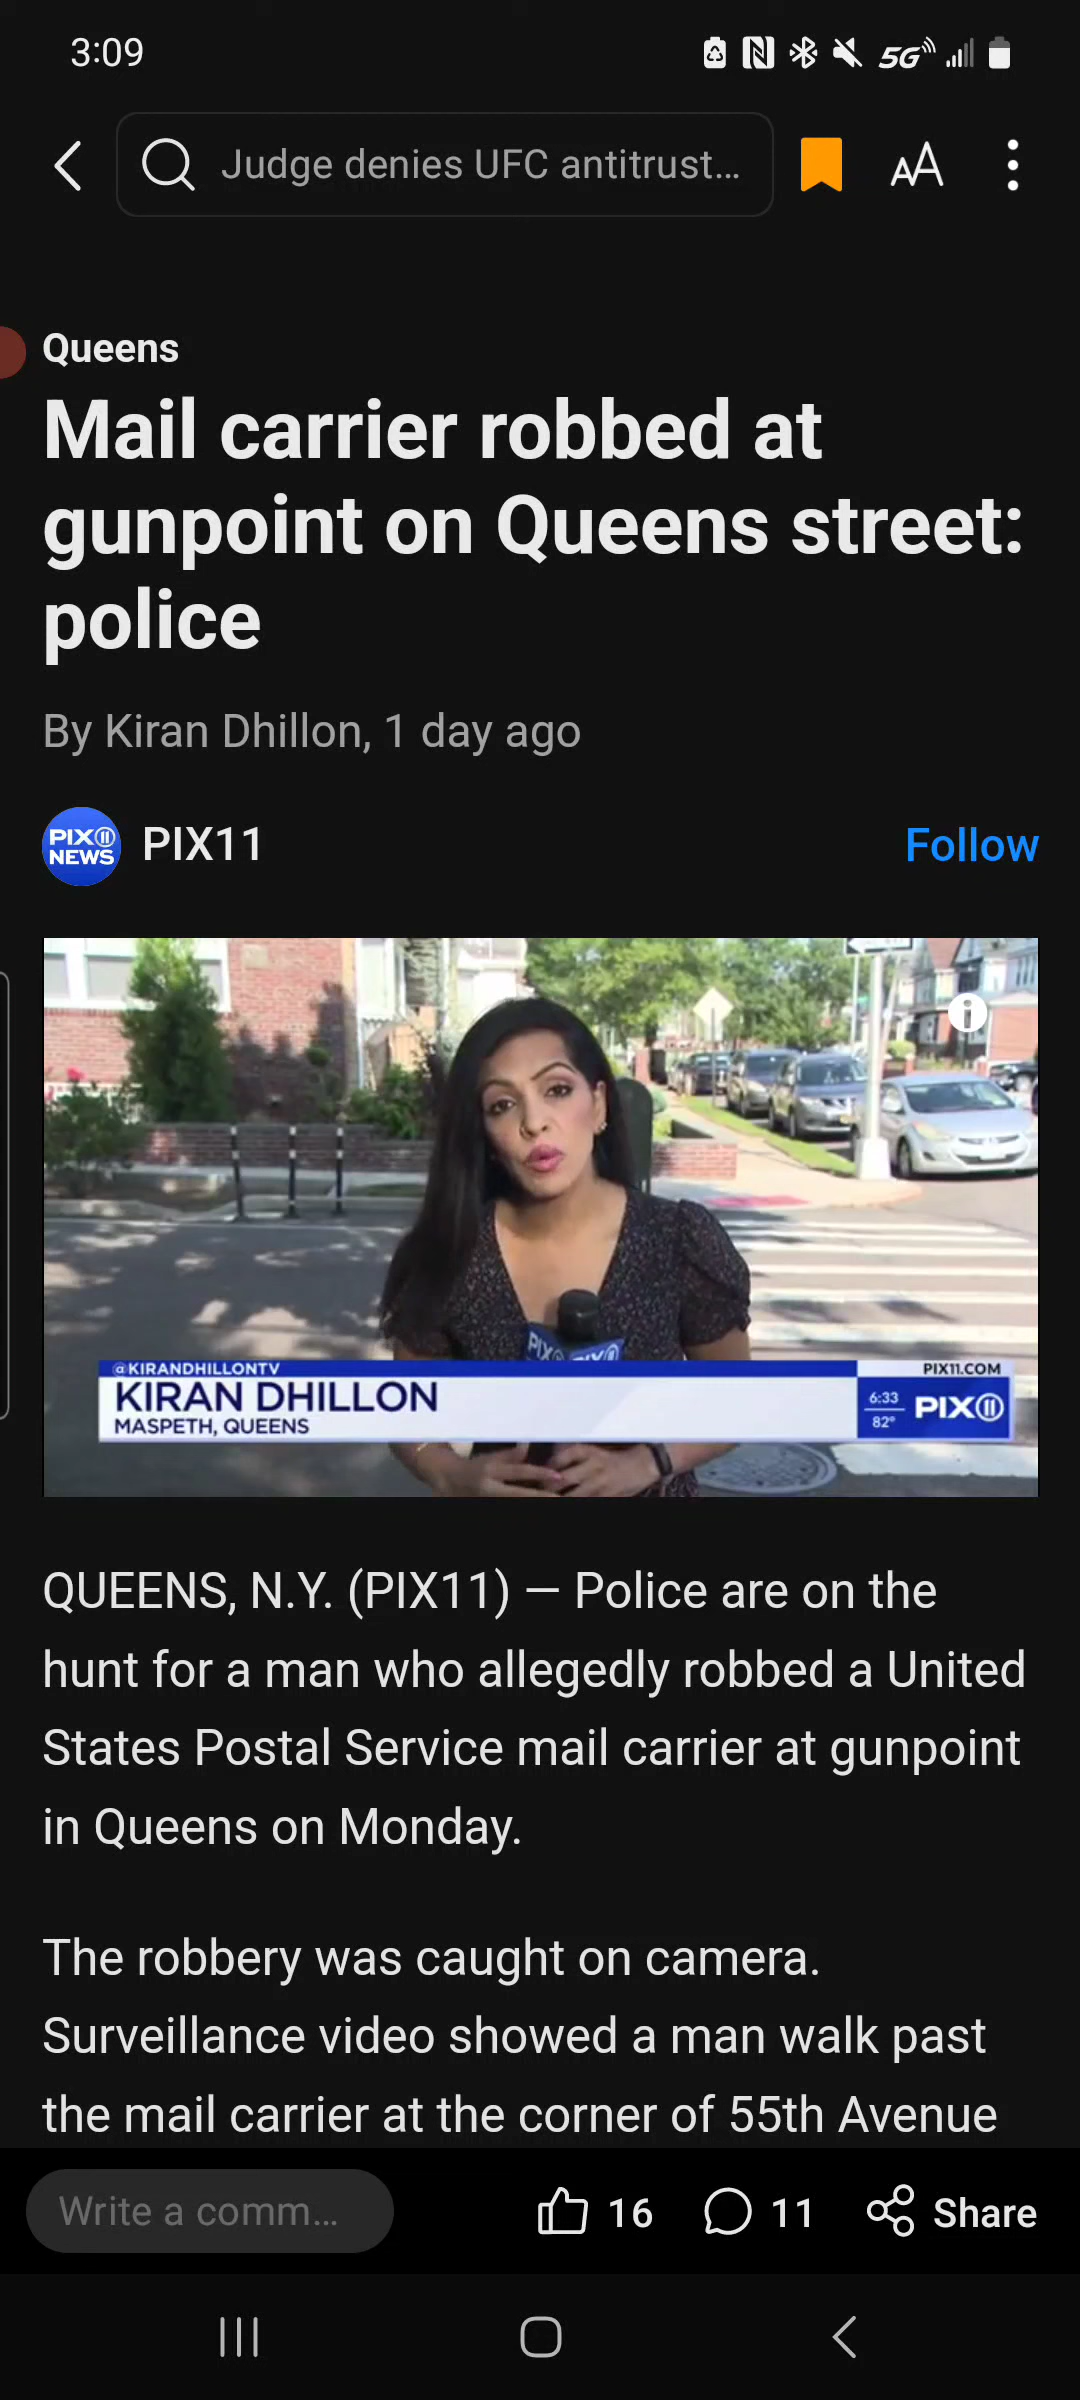 3:09
5G
Judge denies UFC antitrust...
Queens
Mail carrier robbed at
gunpoint on Queens street:
police
By Kiran Dhillon, 1 day ago
PIX11
NEWS
PIX11
Follow
@KIRANDHILLONTV
PIX11.COM
KIRAN DHILLON
MASPETH, QUEENS
6:33
82°
PIX11
QUEENS, N.Y. (PIX11) — Police are on the
hunt for a man who allegedly robbed a United
States Postal Service mail carrier at gunpoint
in Queens on Monday.
The robbery was caught on camera.
Surveillance video showed a man walk past
the mail carrier at the corner of 55th Avenue
Write a comm...
16
11
Share